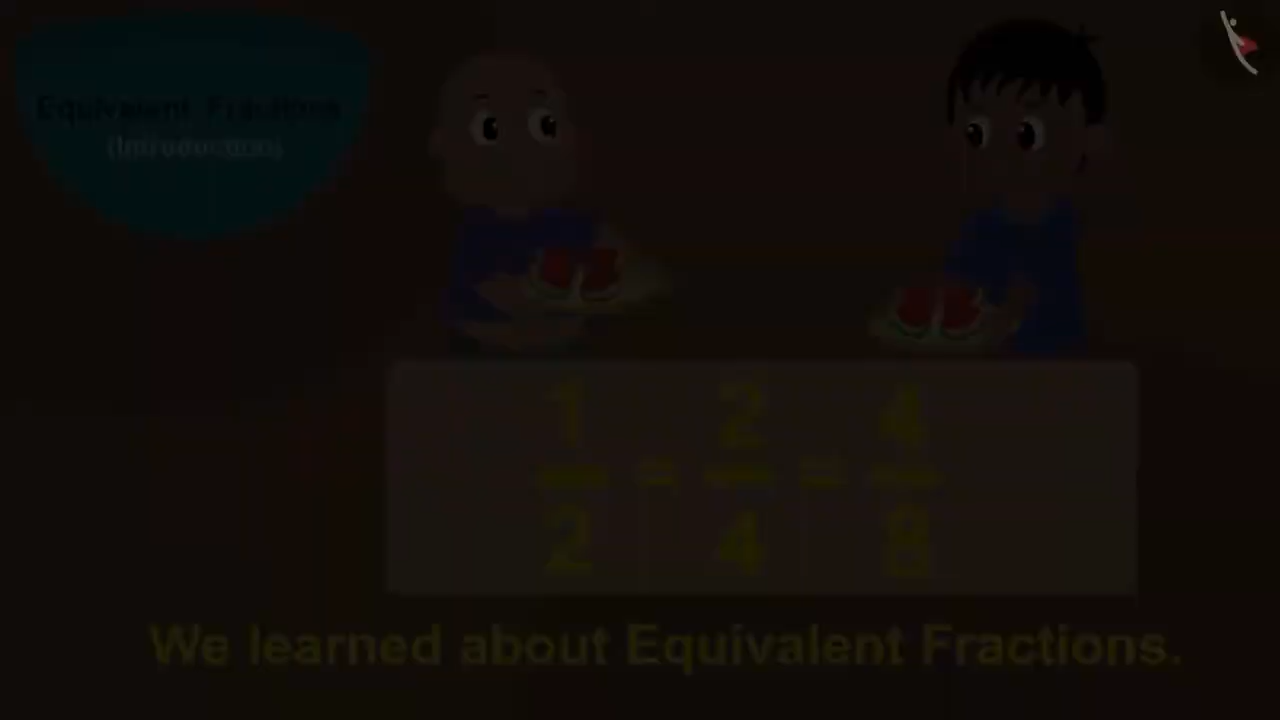 Equivalent Fractions
(Introduction)
1/2 = 2/4 = 4/8
We learned about Equivalent Fractions.